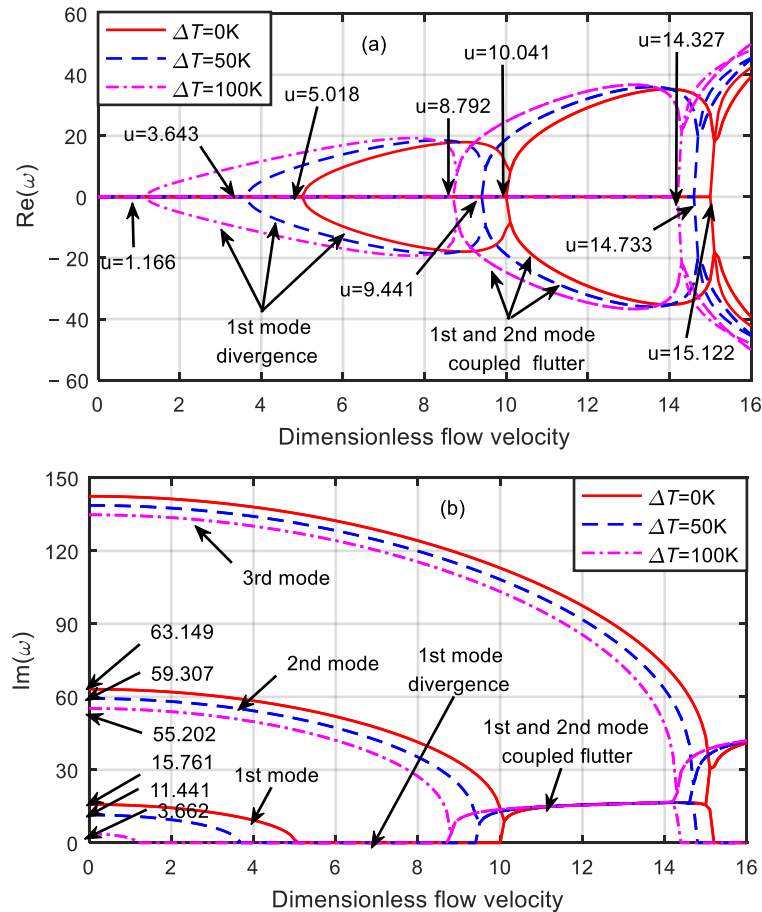 60
40
20
0
−20
−40
−60
Re(ω)
ΔT=0K
ΔT=50K
ΔT=100K
(a)
u=14.327
u=10.041
u=5.018
u=8.792
u=3.643
u=1.166
u=14.733
u=9.441
1st mode
divergence
1st and 2nd mode
coupled flutter
u=15.122
0 2 4 6 8 10 12 14 16
Dimensionless flow velocity
150
120
90
60
30
0
Im(ω)
(b)
ΔT=0K
ΔT=50K
ΔT=100K
3rd mode
63.149
59.307
2nd mode
1st mode
divergence
55.202
1st and 2nd mode
coupled flutter
15.761
1st mode
11.441
3.662
0 2 4 6 8 10 12 14 16
Dimensionless flow velocity